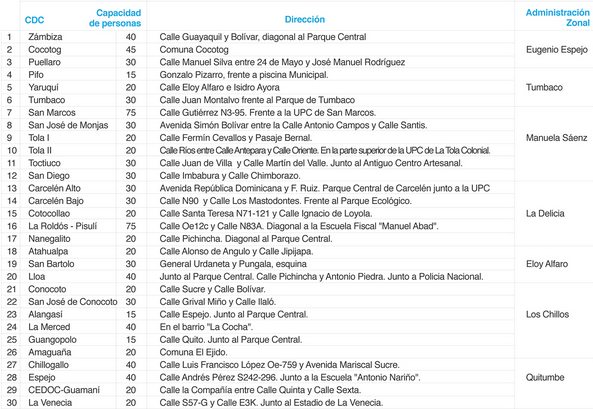 CDC Capacidad de personas Dirección Administración Zonal
1 Zámbiza 40 Calle Guayaquil y Bolívar, diagonal al Parque Central
2 Cocotog 45 Comuna Cocotog Eugenio Espejo
3 Puellaro 30 Calle Manuel Silva entre 24 de Mayo y José Manuel Rodríguez
4 Pifo 15 Gonzalo Pizarro, frente a piscina Municipal.
5 Yaruquí 20 Calle Eloy Alfaro e Isidro Ayora Tumbaco
6 Tumbaco 30 Calle Juan Montalvo frente al Parque de Tumbaco
7 San Marcos 75 Calle Gutiérrez N3-95. Frente a la UPC de San Marcos.
8 San José de Monjas 30 Avenida Simón Bolívar entre la Calle Antonio Campos y Calle Santis.
9 Tola I 20 Calle Fermín Cevallos y Pasaje Bernal. Manuela Sáenz
10 Tola II 20 Calle Ríos entre Calle Antepara y Calle Oriente. En la parte superior de la UPC de La Tola Colonial.
11 Toctiuco 30 Calle Juan de Villa y Calle Martín del Valle. Junto al Antiguo Centro Artesanal.
12 San Diego 30 Calle Imbabura y Calle Chimborazo.
13 Carcelén Alto 30 Avenida República Dominica y F. Ruiz. Parque Central de Carcelén junto a la UPC
14 Carcelén Bajo 30 Calle N90 y Calle Los Mastodontes. Frente al Parque Ecológico.
15 Cotocollao 20 Calle Santa Teresa N71-121 y Calle Ignacio de Loyola. La Delicia
16 La Roldós - Pisulí 75 Calle Oe12c y Calle N83A. Diagonal a la Escuela Fiscal "Manuel Abad".
17 Nanegalito 20 Calle Pichincha. Diagonal al Parque Central.
18 Atahualpa 20 Calle Alonso de Angulo y Calle Jipijapa.
19 San Bartolo 30 General Urdaneta y Pungala, esquina Eloy Alfaro
20 Lloa 40 Junto al Parque Central. Calle Pichincha y Antonio Piedra. Junto a Policía Nacional.
21 Conocoto 20 Calle Sucre y Calle Bolívar.
22 San José de Conocoto 30 Calle Grival Miño y Calle Ilaló.
23 Alangasí 15 Calle Espejo. Junto al Parque Central. Los Chillos
24 La Merced 40 En el barrio "La Cocha".
25 Guangopolo 15 Calle Quito. Junto al Parque Central.
26 Amaguaña 20 Comuna El Ejido.
27 Chillogallo 40 Calle Luis Francisco López Oe-759 y Avenida Mariscal Sucre.
28 Espejo 40 Calle Andrés Pérez S242-296. Junto a la Escuela "Antonio Nariño". Quitumbe
29 CEDOC-Guamaní 20 Calle la Compañía entre Calle Quinta y Calle Sexta.
30 La Venecia 20 Calle S57-G y Calle E3K. Junto al Estadio de La Venecia.